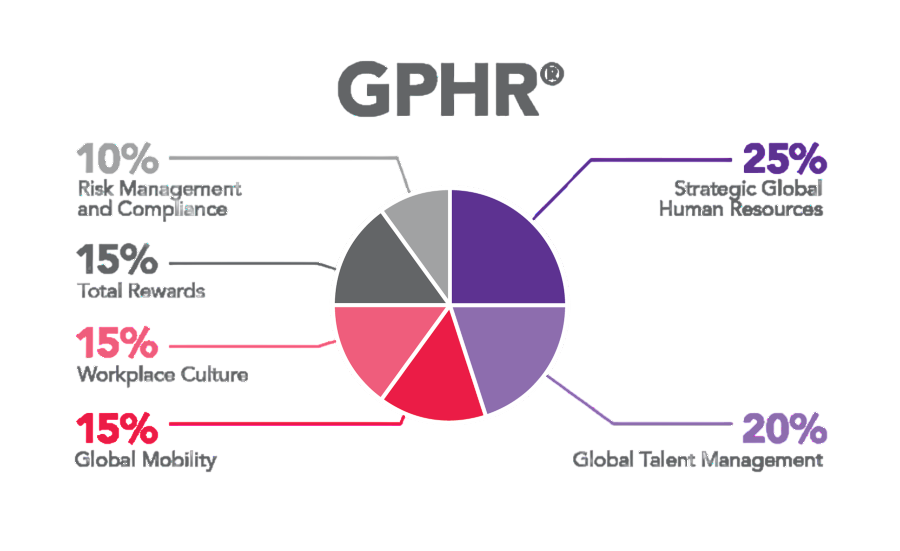 GPHR®
10%
Risk Management
and Compliance
15%
Total Rewards
15%
Workplace Culture
15%
Global Mobility
25%
Strategic Global
Human Resources
20%
Global Talent Management